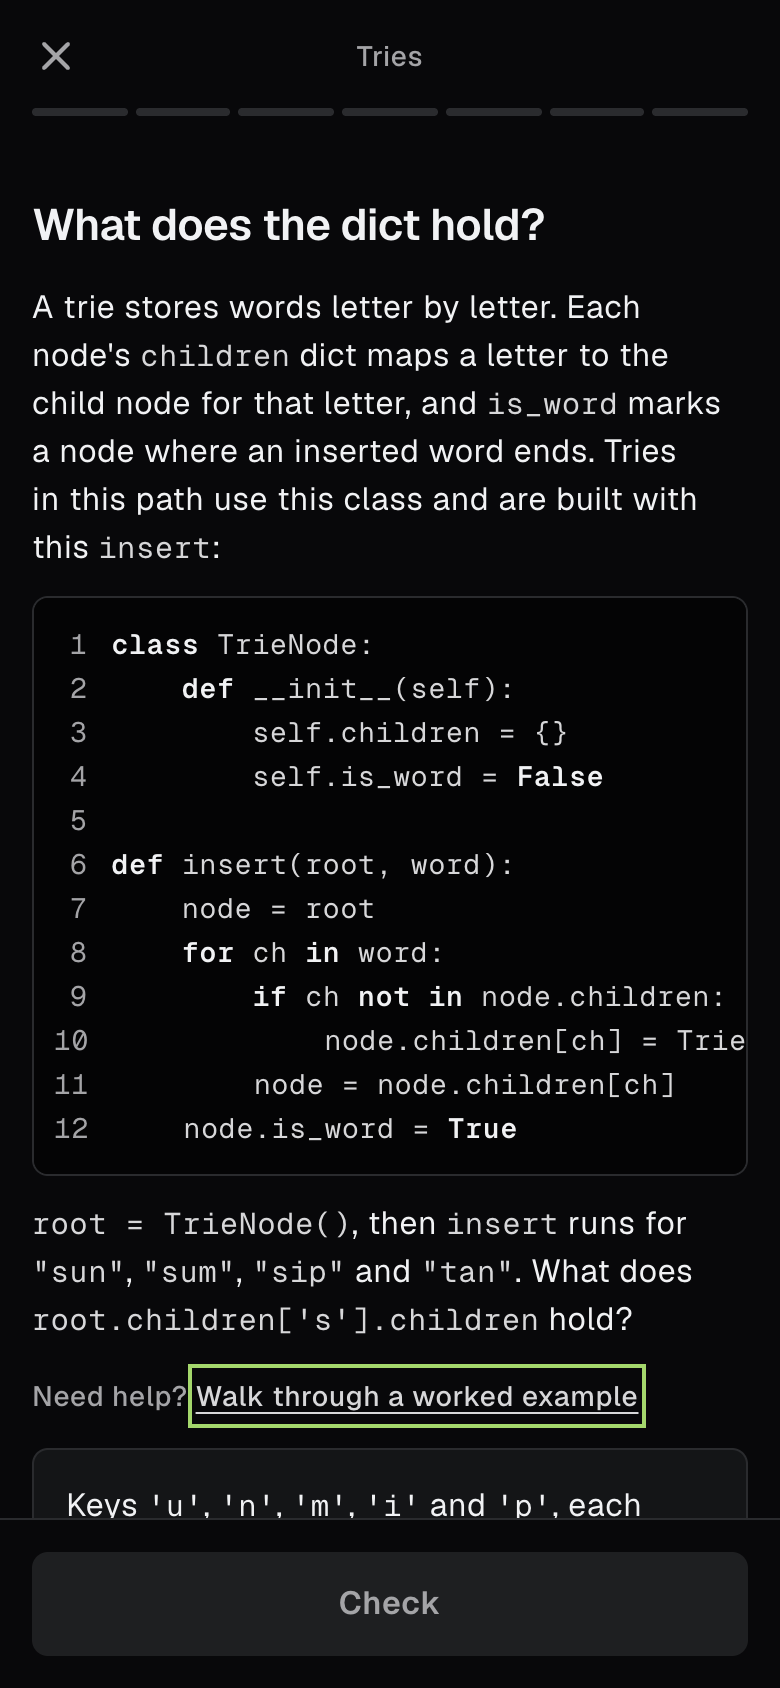 Tries
What does the dict hold?
A trie stores words letter by letter. Each
node's children dict maps a letter to the
child node for that letter, and is_word marks
a node where an inserted word ends. Tries
in this path use this class and are built with
this insert:
1 class TrieNode:
2     def __init__(self):
3         self.children = {}
4         self.is_word = False
5
6 def insert(root, word):
7     node = root
8     for ch in word:
9         if ch not in node.children:
10             node.children[ch] = Trie
11         node = node.children[ch]
12     node.is_word = True
root = TrieNode(), then insert runs for
"sun", "sum", "sip" and "tan". What does
root.children['s'].children hold?
Need help? Walk through a worked example
Keys 'u', 'n', 'm', 'i' and 'p', each
Check